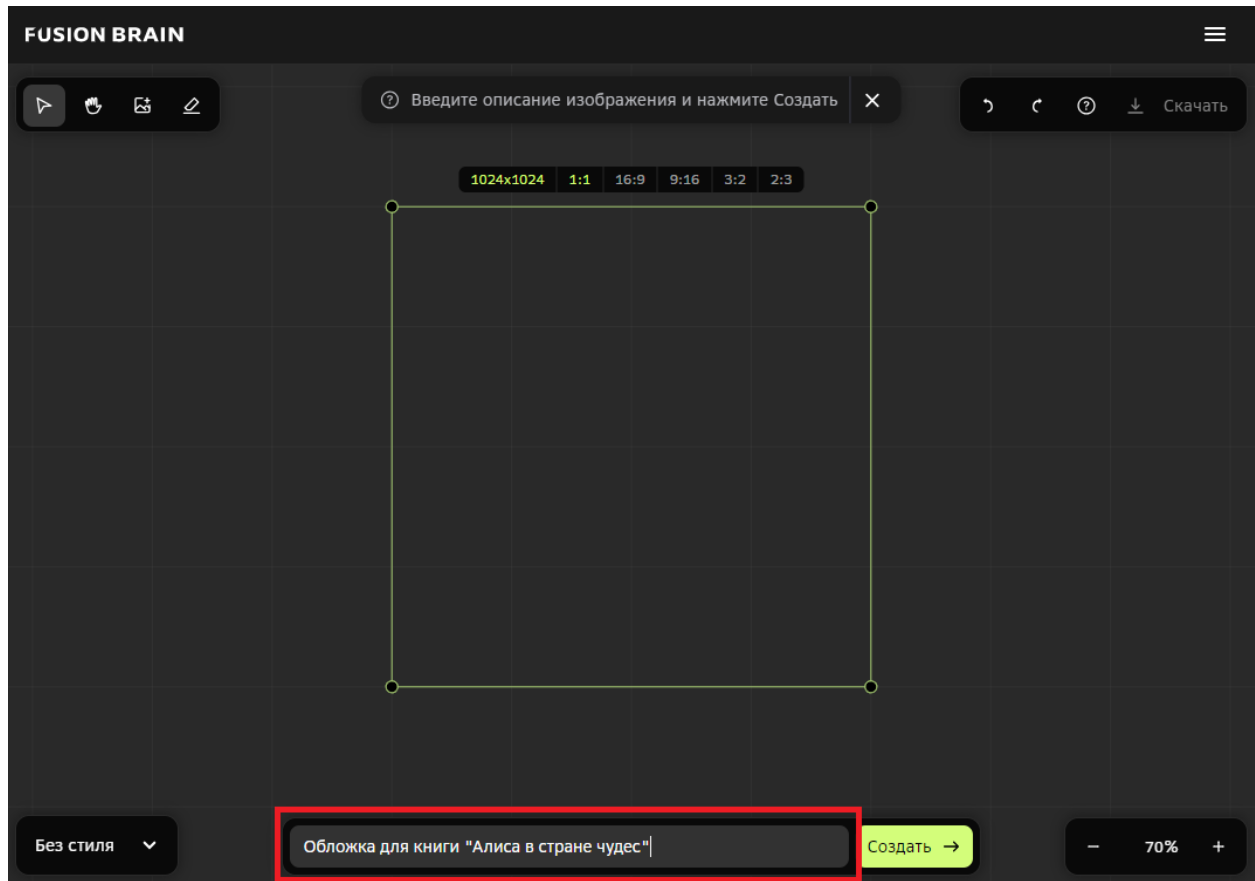 FUSION BRAIN
Введите описание изображения и нажмите Создать
Скачать
1024x1024 1:1 16:9 9:16 3:2 2:3
Без стиля
Обложка для книги "Алиса в стране чудес"
Создать →
− 70% +